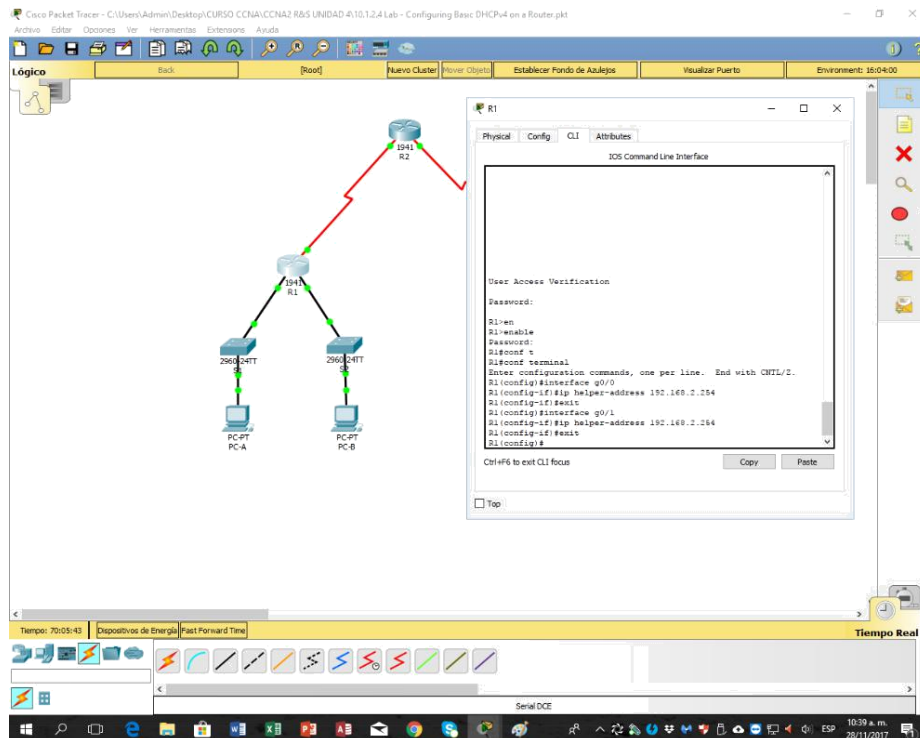 Cisco Packet Tracer - C:\Users\Admin\Desktop\CURSO CCNA\CCNA2 R&S UNIDAD 4\10.1.2.4 Lab - Configuring Basic DHCPv4 on a Router.pkt
Archivo Editar Opciones Ver Herramientas Extensions Ayuda
Lógico
Back
[Root]
Nuevo Cluster
Mover Objeto
Establecer Fondo de Azulejos
Visualizar Puerto
Environment: 16:04:00
1941
R2
1941
R1
2960-24TT
S1
2960-24TT
PC-PT
PC-A
PC-PT
PC-B
R1
Physical Config CLI Attributes
IOS Command Line Interface
User Access Verification
Password:
R1>en
R1>enable
Password:
R1#conf t
R1#conf terminal
Enter configuration commands, one per line. End with CNTL/Z.
R1(config)#interface g0/0
R1(config-if)#ip helper-address 192.168.2.254
R1(config-if)#exit
R1(config)#interface g0/1
R1(config-if)#ip helper-address 192.168.2.254
R1(config-if)#exit
R1(config)#
Ctrl+F6 to exit CLI focus
Copy
Paste
Top
Tiempo: 70:05:43
Dispositivos de Energía
Fast Forward Time
Tiempo Real
Serial DCE
ESP
10:39 a. m.
28/11/2017